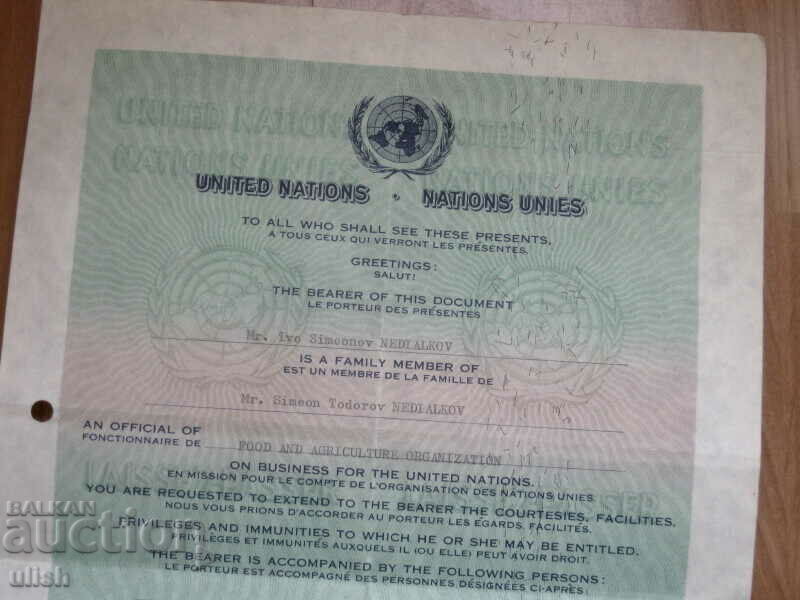 UNITED NATIONS • NATIONS UNIES
TO ALL WHO SHALL SEE THESE PRESENTS,
A TOUS CEUX QUI VERRONT LES PRÉSENTES.
GREETINGS:
SALUT!
THE BEARER OF THIS DOCUMENT
LE PORTEUR DES PRÉSENTES
Mr. Ivo Simeonov NEDIALKOV
IS A FAMILY MEMBER OF
EST UN MEMBRE DE LA FAMILLE DE
Mr. Simeon Todorov NEDIALKOV
AN OFFICIAL OF
FONCTIONNAIRE DE
FOOD AND AGRICULTURE ORGANIZATION
ON BUSINESS FOR THE UNITED NATIONS.
EN MISSION POUR LE COMPTE DE L'ORGANISATION DES NATIONS UNIES
YOU ARE REQUESTED TO EXTEND TO THE BEARER THE COURTESIES, FACILITIES,
NOUS VOUS PRIONS D'ACCORDER AU PORTEUR LES ÉGARDS, FACILITÉS,
PRIVILEGES AND IMMUNITIES TO WHICH HE OR SHE MAY BE ENTITLED.
PRIVILÈGES ET IMMUNITÉS AUXQUELS IL (OU ELLE) PEUT AVOIR DROIT.
THE BEARER IS ACCOMPANIED BY THE FOLLOWING PERSONS:
LE PORTEUR EST ACCOMPAGNÉ DES PERSONNES DÉSIGNÉES CI-APRÈS:
BALKAN
auction
ulish